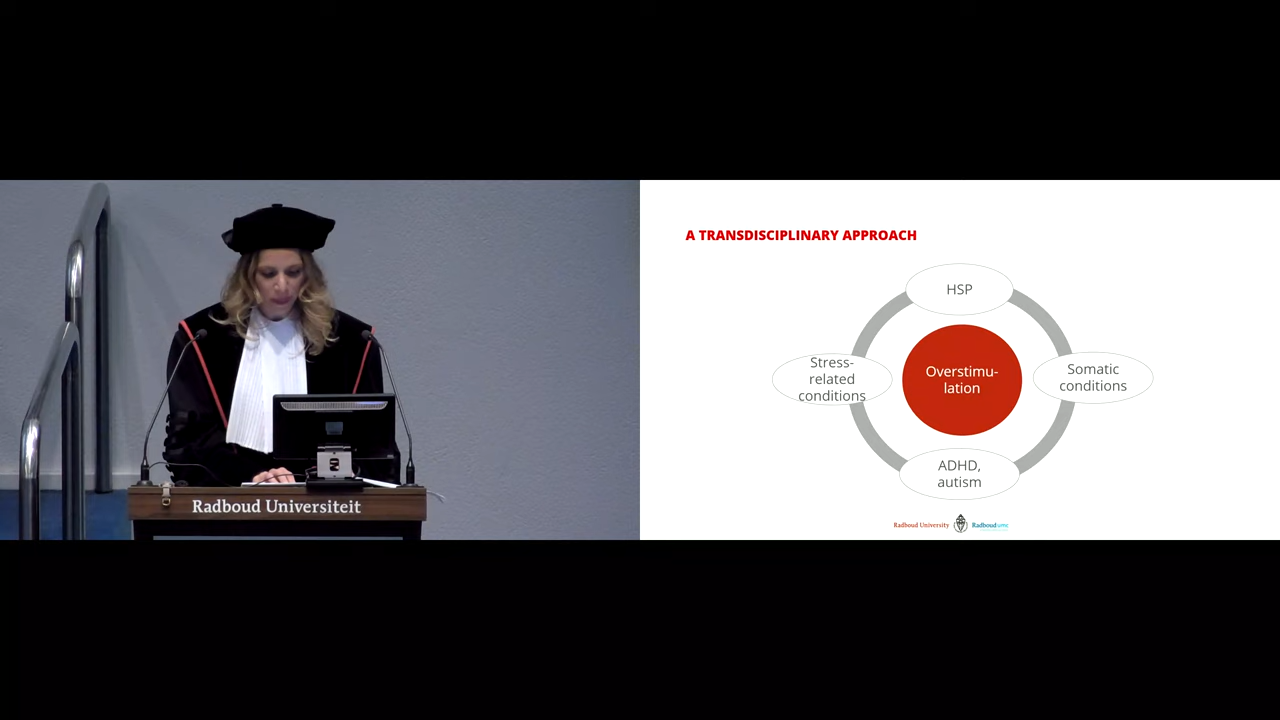 Radboud Universiteit
A TRANSDISCIPLINARY APPROACH
HSP
Stress-
related
conditions
Overstimu-
lation
Somatic
conditions
ADHD,
autism
Radboud University
Radboudumc